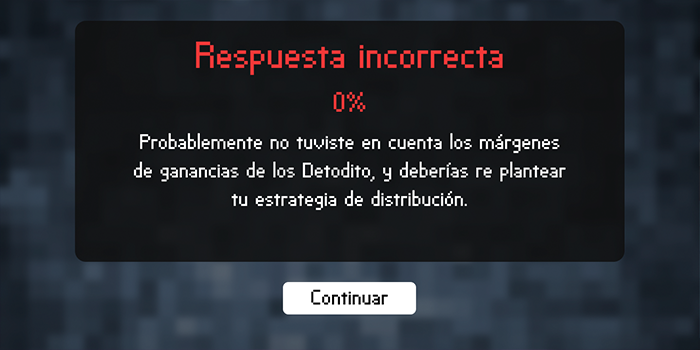 Respuesta incorrecta
0%
Probablemente no tuviste en cuenta los márgenes
de ganancias de los Detodito, y deberías re plantear
tu estrategia de distribución.
Continuar